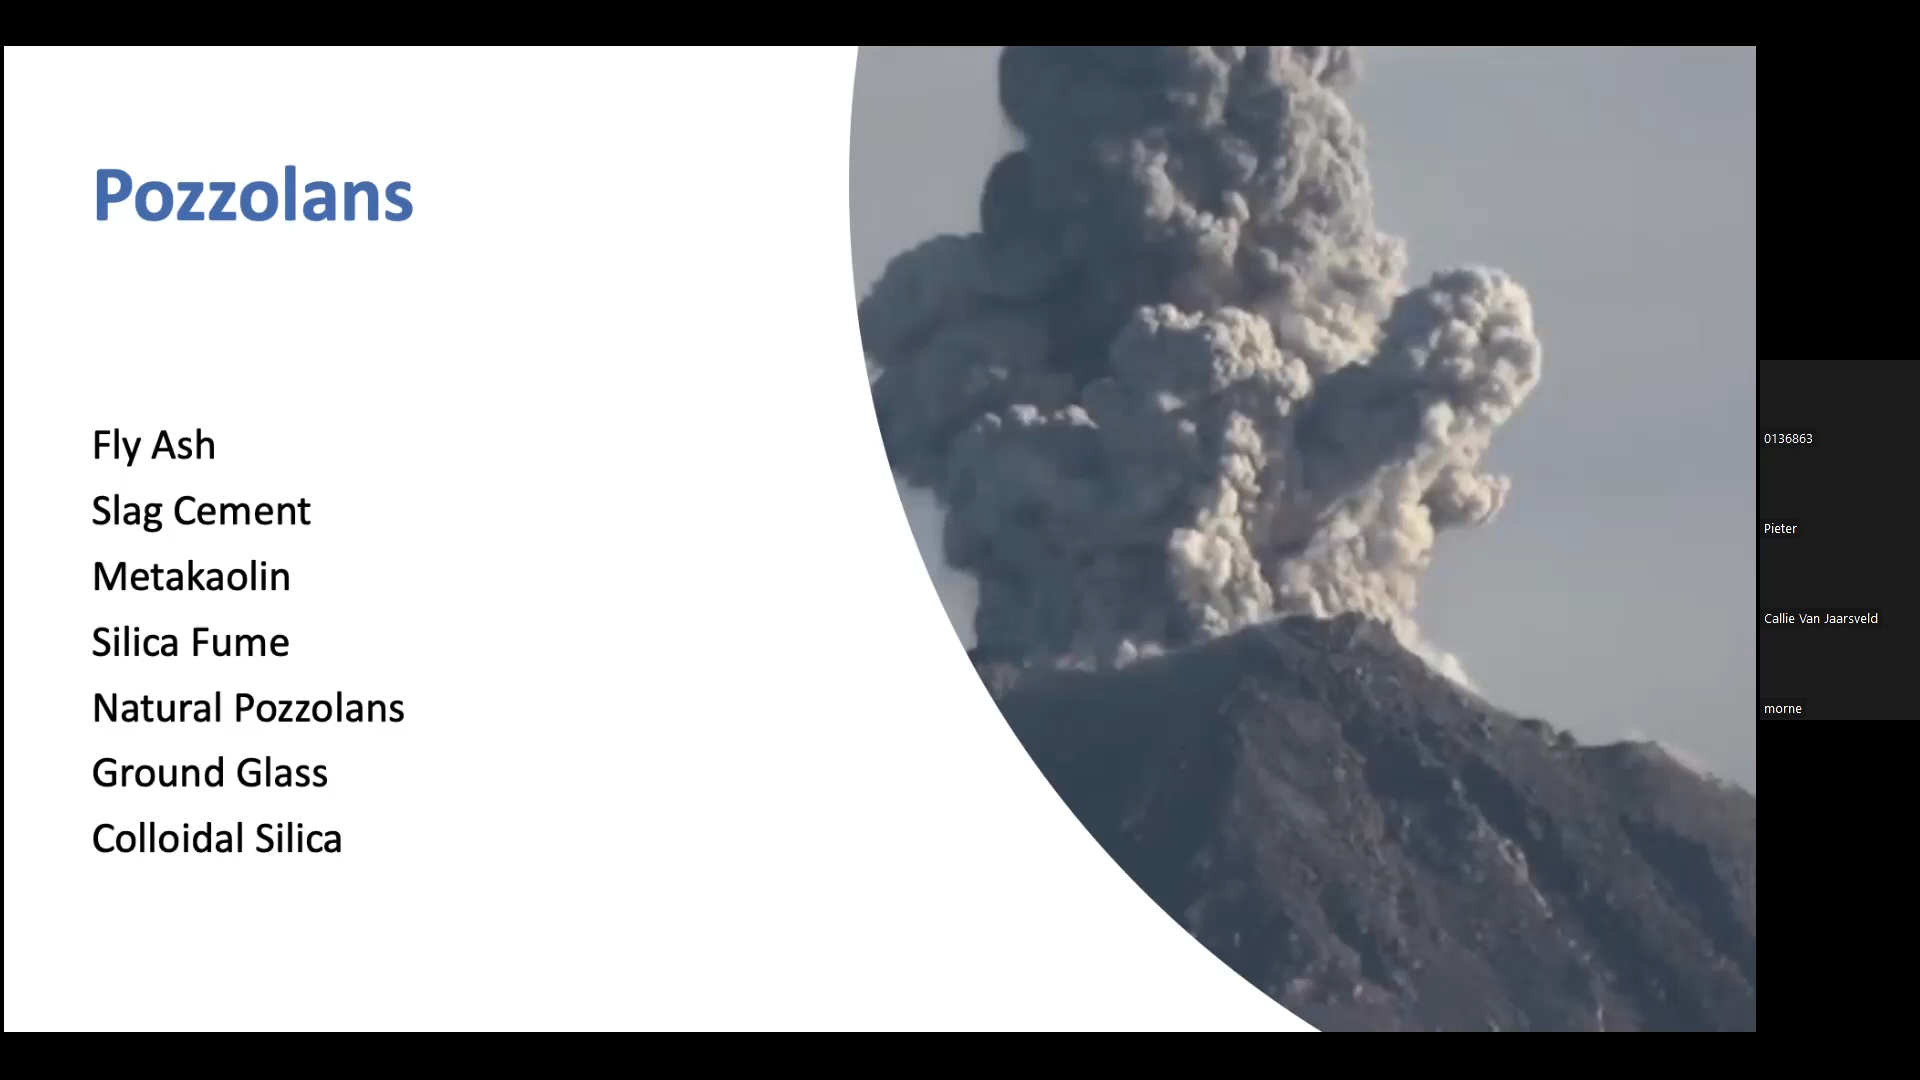 Pozzolans
Fly Ash
Slag Cement
Metakaolin
Silica Fume
Natural Pozzolans
Ground Glass
Colloidal Silica
0136863
Pieter
Callie Van Jaarsveld
morne